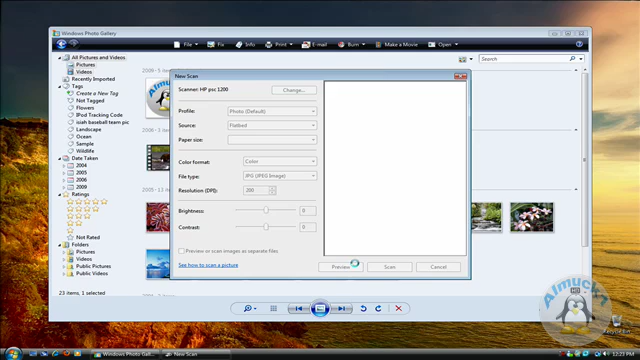 Windows Photo Gallery
File Fix Info Print E-mail Burn Make a Movie Open
All Pictures and Videos
Pictures
Videos
Recently Imported
Tags
Create a New Tag
Not Tagged
Flowers
IPod Tracking Code
isiah baseball team pic
Landscape
Ocean
Sample
Wildlife
Date Taken
2004
2005
2006
2009
Ratings
Not Rated
Folders
Pictures
Videos
Public Pictures
Public Videos
23 items, 1 selected
Search
New Scan
Scanner: HP psc 1200
Change...
Profile: Photo (Default)
Source: Flatbed
Paper size:
Color format: Color
File type: JPG (JPEG Image)
Resolution (DPI): 200
Brightness: 0
Contrast: 0
Preview or scan images as separate files
See how to scan a picture
Preview Scan Cancel
Almuck1
HD
Recycle Bin
Windows Photo Gall...
New Scan
12:23 PM